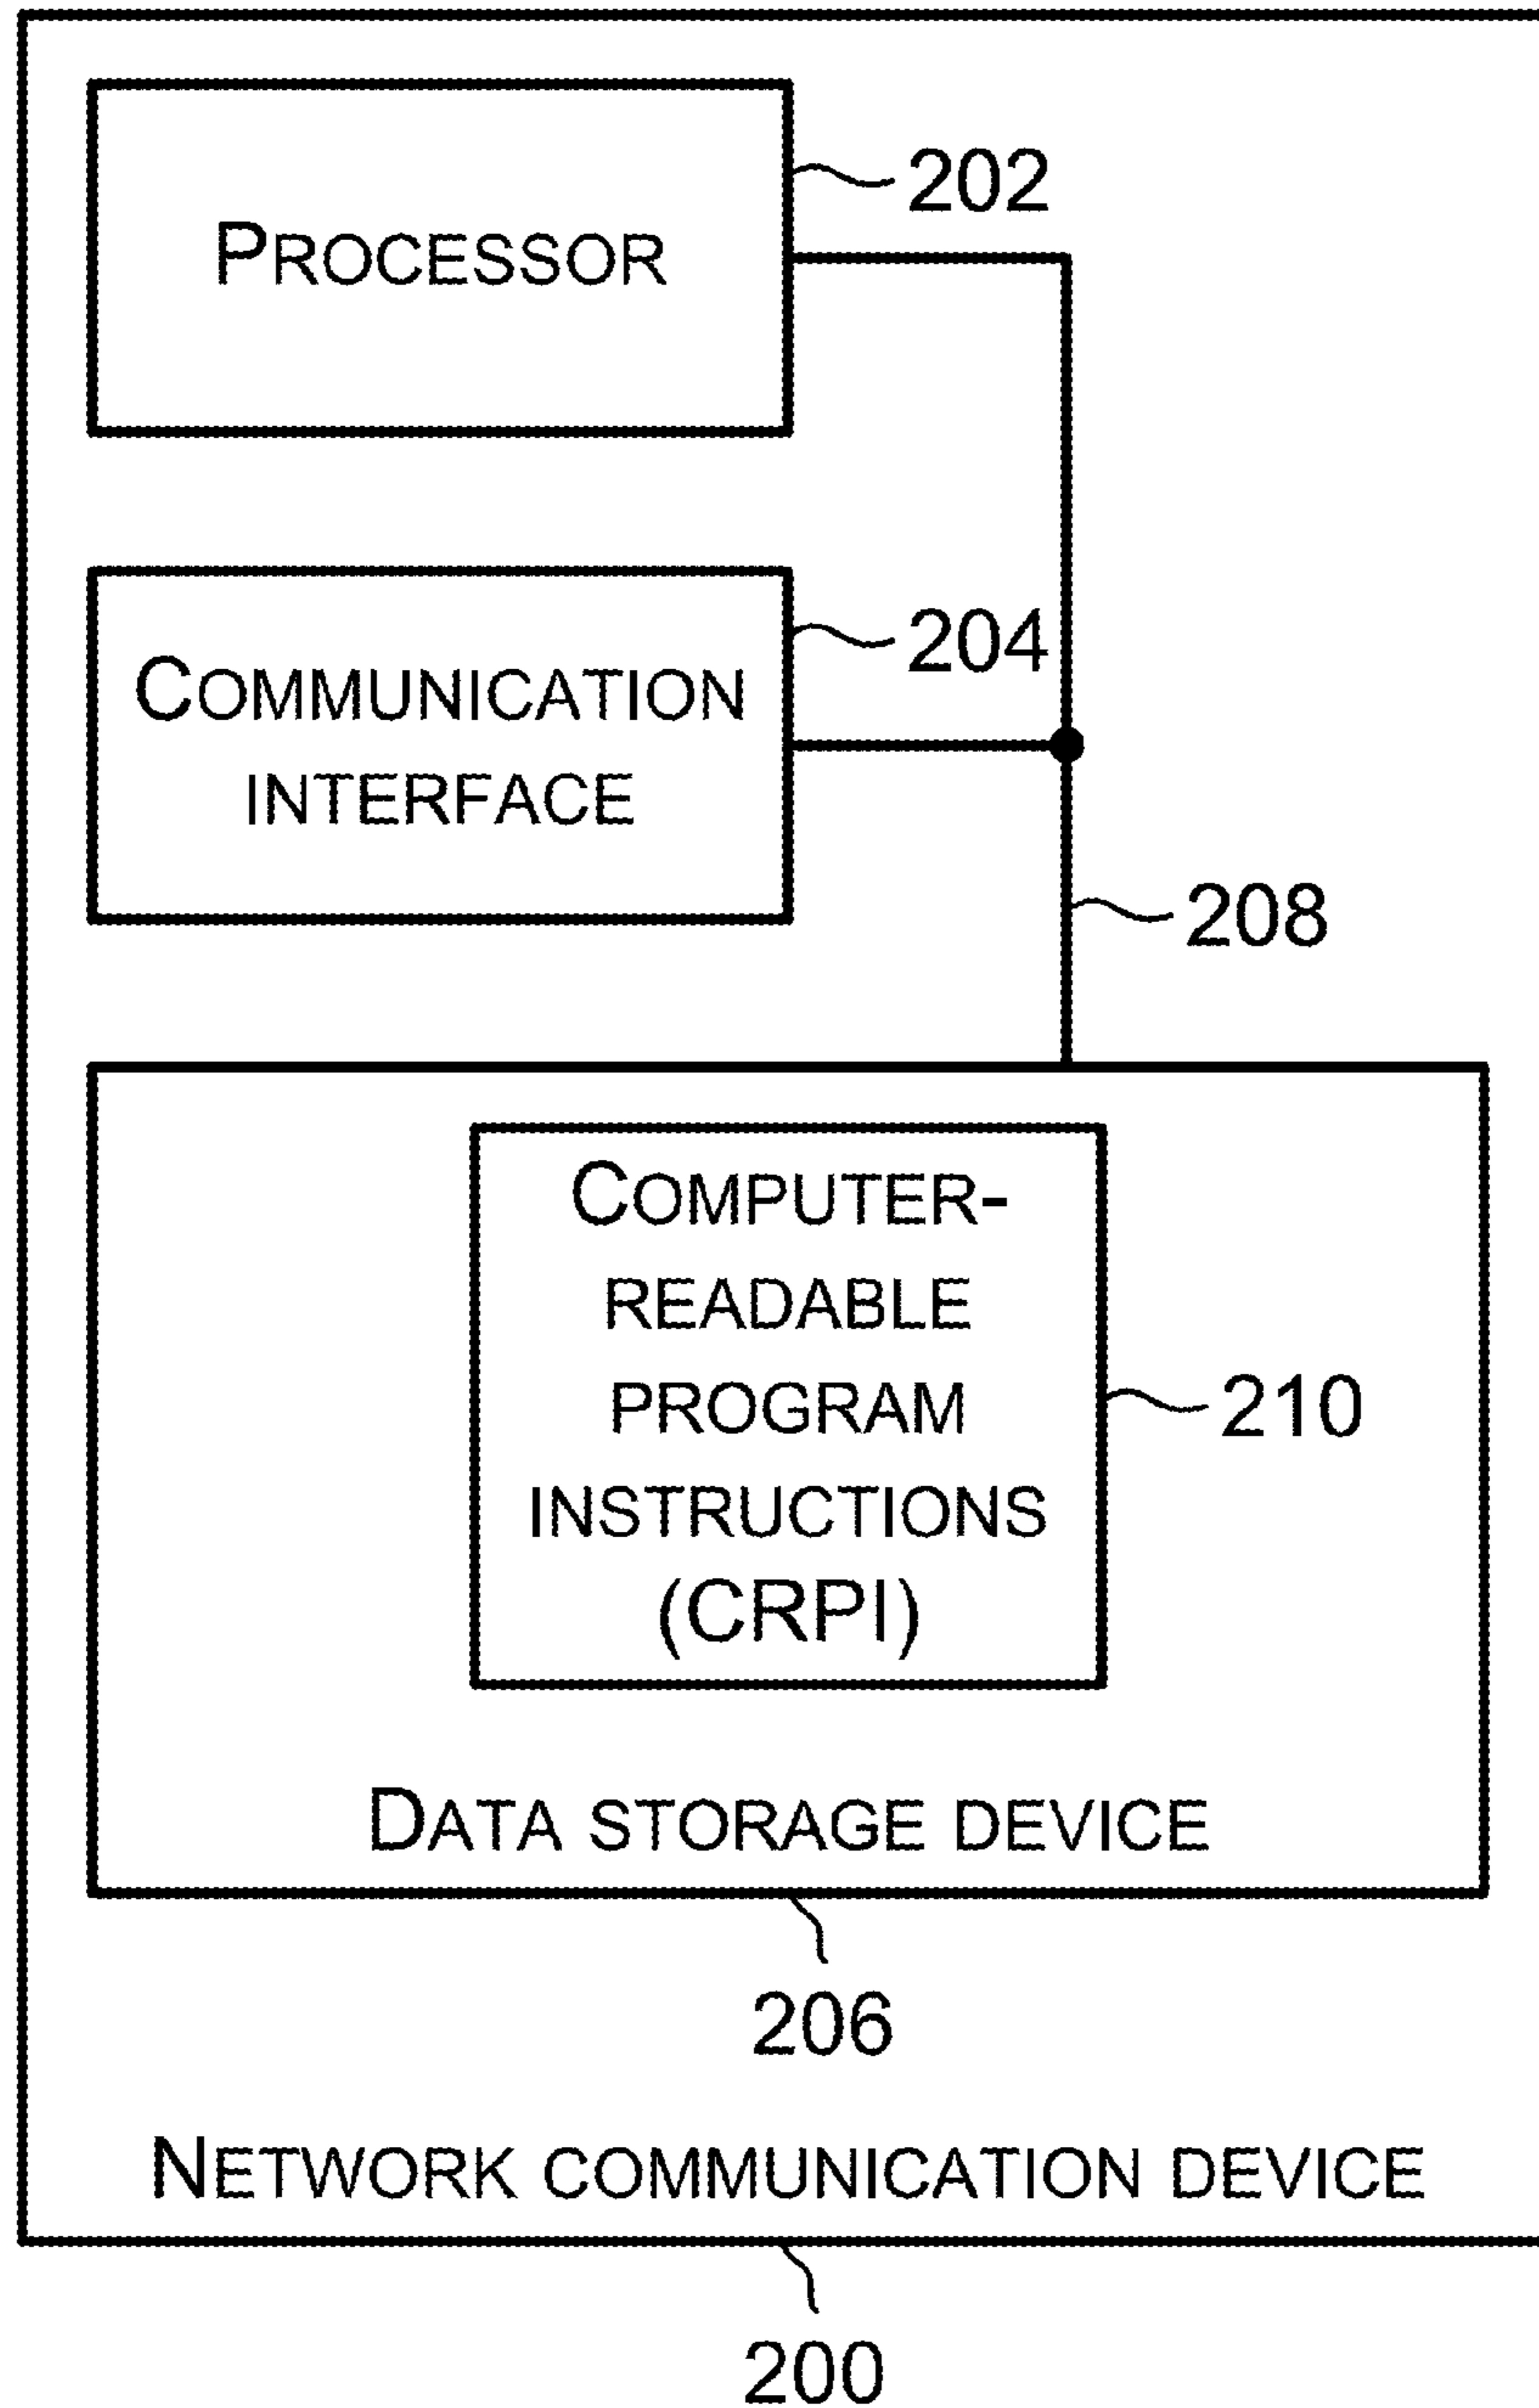 PROCESSOR
202
COMMUNICATION
INTERFACE
204
208
COMPUTER-
READABLE
PROGRAM
INSTRUCTIONS
(CRPI)
210
DATA STORAGE DEVICE
206
NETWORK COMMUNICATION DEVICE
200